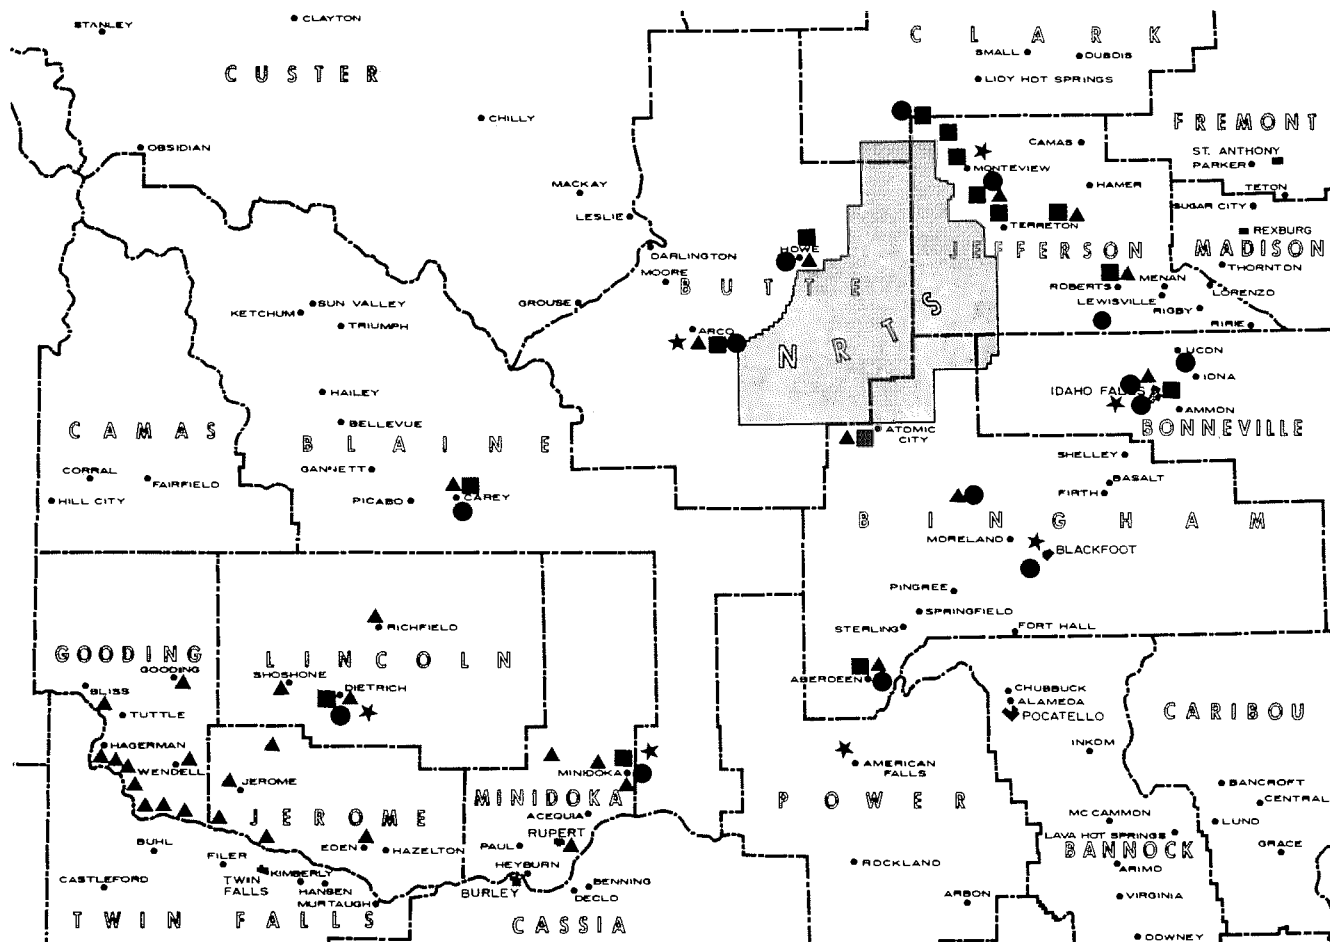 STANLEY
CLAYTON
CLARK
SMALL
DUBOIS
LIDY HOT SPRINGS
CUSTER
CHILLY
FREMONT
OBSIDIAN
CAMAS
ST. ANTHONY
PARKER
MONTEVIEW
MACKAY
HAMER
TETON
LESLIE
SUGAR CITY
TERRETON
REXBURG
HOWE
JEFFERSON
MADISON
DARLINGTON
MOORE
THORNTON
BUTTE
ROBERTS
MENAN
LORENZO
LEWISVILLE
SUN VALLEY
GROUSE
KETCHUM
RIGBY
TRIUMPH
RIRIE
ARCO
NRTS
UCON
IONA
HAILEY
IDAHO FALLS
AMMON
BELLEVUE
CAMAS
BLAINE
ATOMIC
CITY
BONNEVILLE
SHELLEY
GANNETT
CORRAL
FAIRFIELD
BASALT
HILL CITY
PICABO
CAREY
FIRTH
BINGHAM
MORELAND
BLACKFOOT
PINGREE
SPRINGFIELD
RICHFIELD
STERLING
FORT HALL
GOODING
LINCOLN
GOODING
SHOSHONE
BLISS
DIETRICH
ABERDEEN
CHUBBUCK
ALAMEDA
TUTTLE
POCATELLO
CARIBOU
HAGERMAN
INKOM
WENDELL
MINIDOKA
AMERICAN
FALLS
JEROME
BANCROFT
MINIDOKA
POWER
CENTRAL
JEROME
ACEQUIA
MC CAMMON
LUND
RUPERT
LAVA HOT SPRINGS
BUHL
EDEN
HAZELTON
PAUL
BANNOCK
GRACE
FILER
HEYBURN
ROCKLAND
ARIMO
TWIN
FALLS
KIMBERLY
CASTLEFORD
HANSEN
BURLEY
BENNING
DECLO
ARBON
VIRGINIA
MURTAUGH
TWIN FALLS
CASSIA
DOWNEY